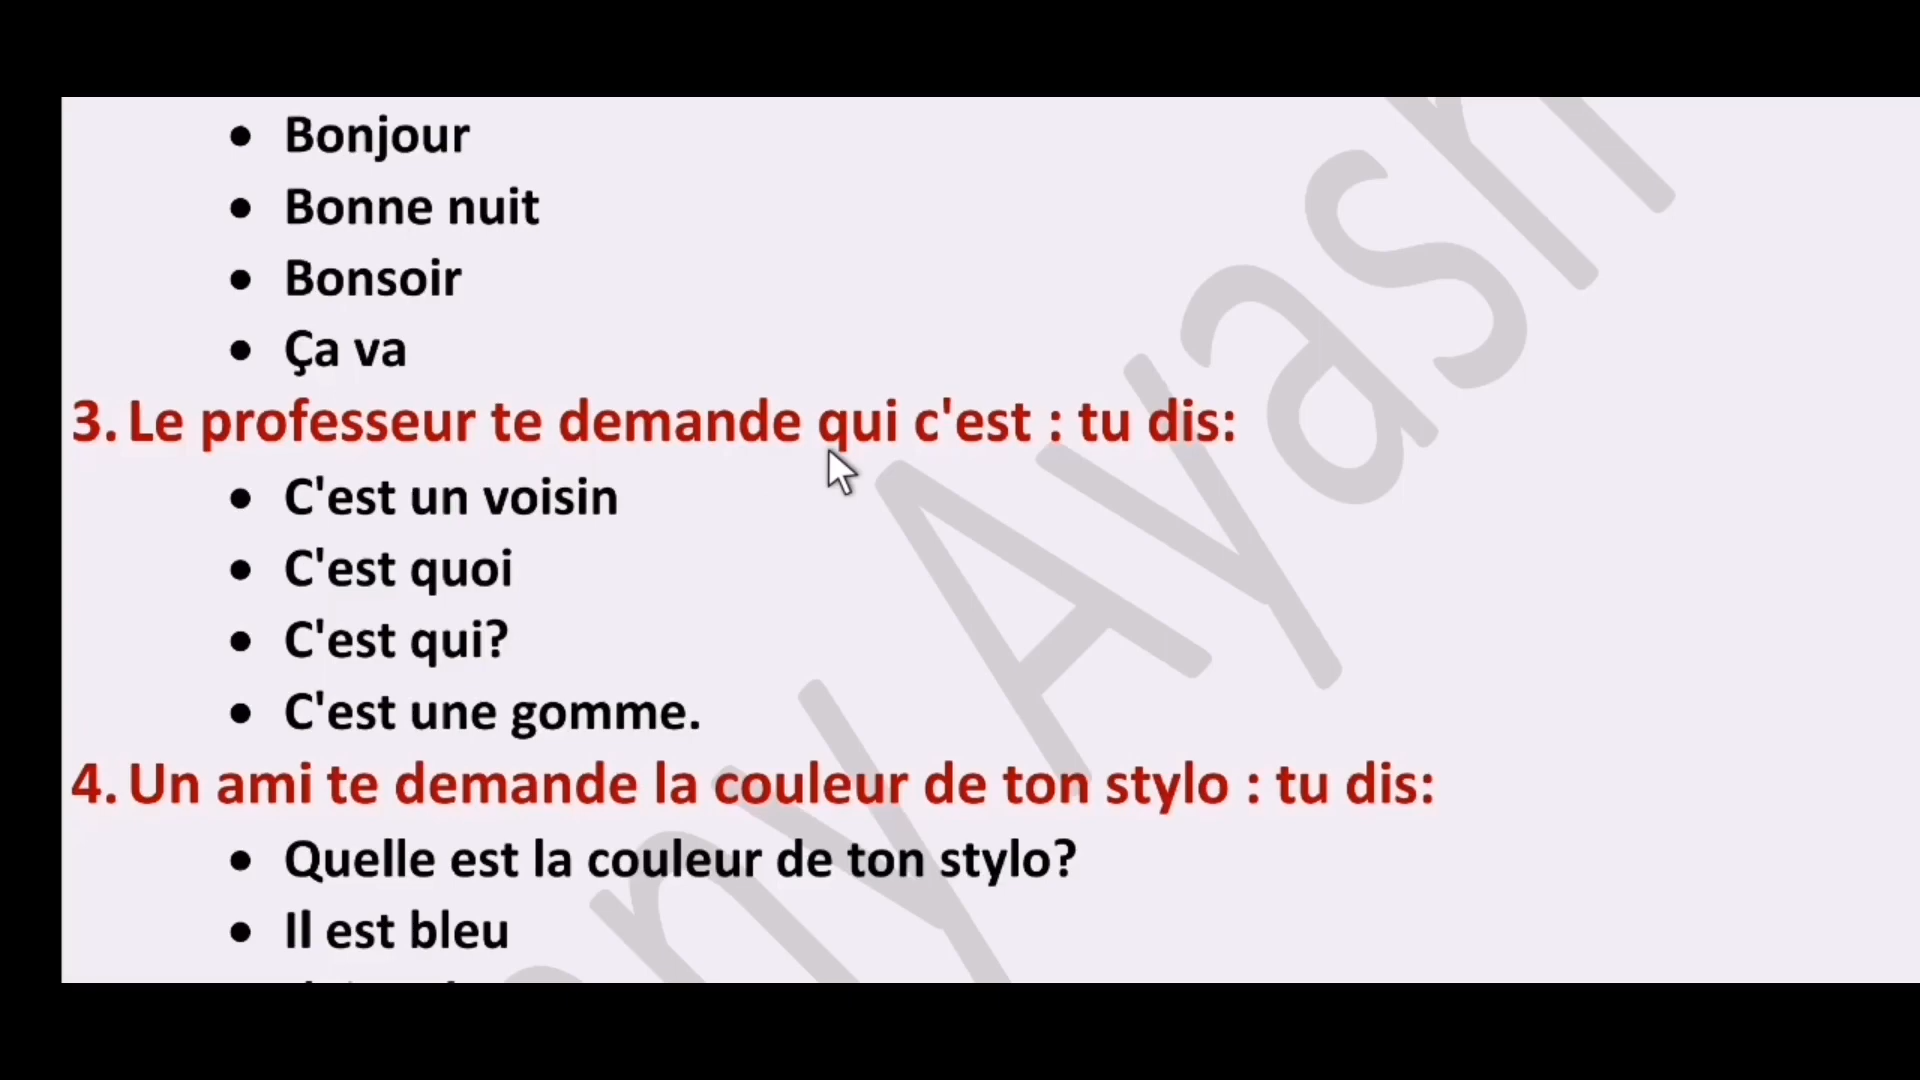 Bonjour
Bonne nuit
Bonsoir
Ça va
3. Le professeur te demande qui c'est : tu dis:
C'est un voisin
C'est quoi
C'est qui?
C'est une gomme.
4. Un ami te demande la couleur de ton stylo : tu dis:
Quelle est la couleur de ton stylo?
Il est bleu
Ayash